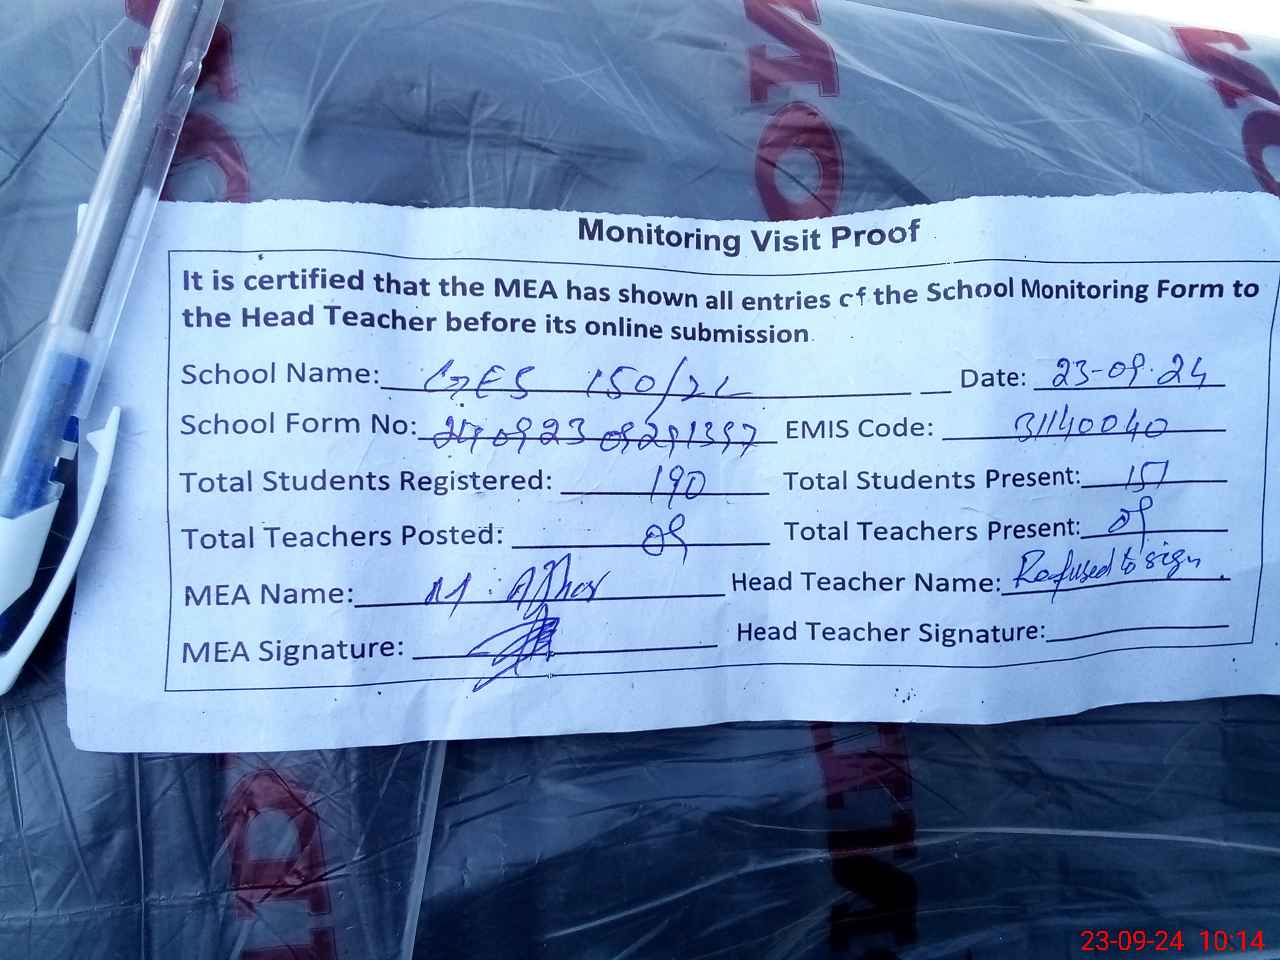 Monitoring Visit Proof
It is certified that the MEA has shown all entries of the School Monitoring Form to
the Head Teacher before its online submission.
School Name: GES 150/2L Date: 23-09-24
School Form No: EMIS Code: 31140040
Total Students Registered: 190 Total Students Present: 151
Total Teachers Posted: 09 Total Teachers Present: 09
MEA Name: M. Head Teacher Name: Refused to sign
MEA Signature: Head Teacher Signature:
23-09-24 10:14